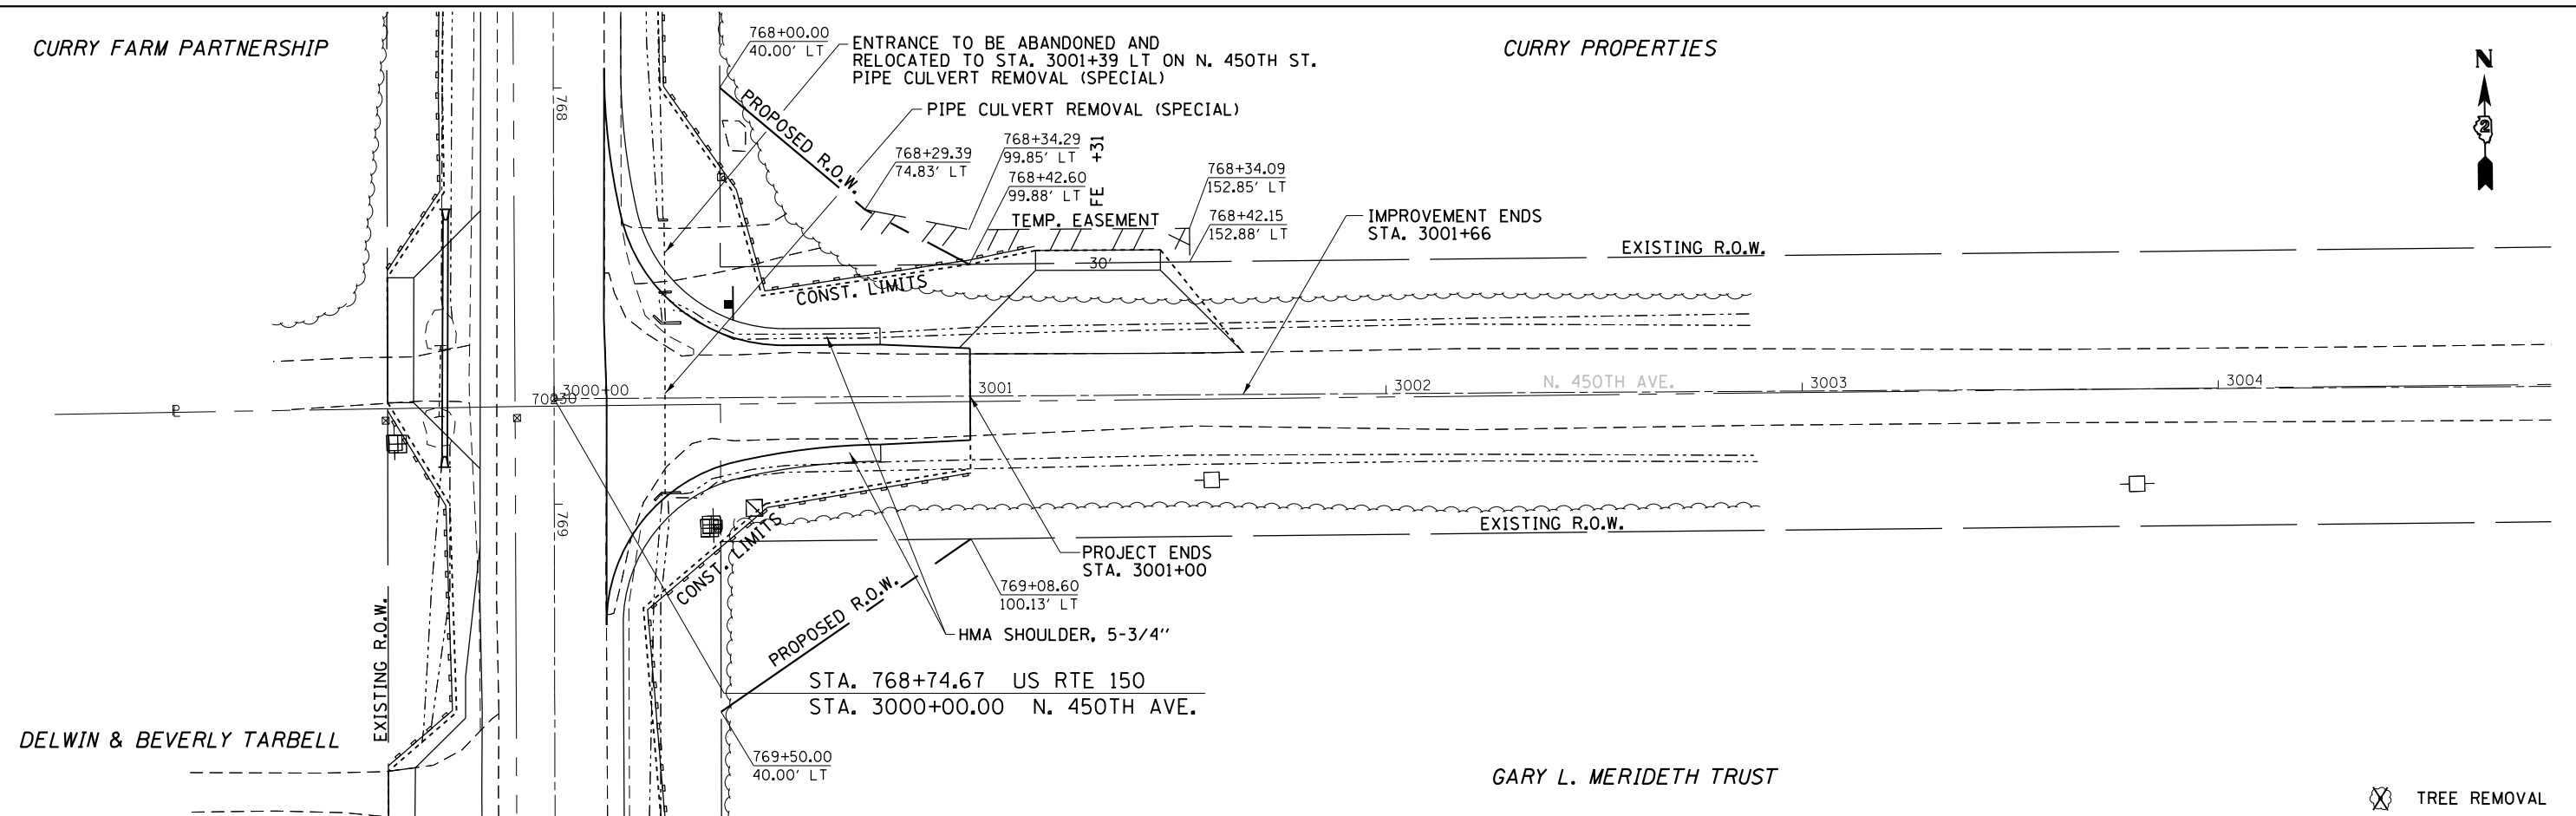 CURRY FARM PARTNERSHIP
768+00.00
40.00' LT
ENTRANCE TO BE ABANDONED AND
RELOCATED TO STA. 3001+39 LT ON N. 450TH ST.
PIPE CULVERT REMOVAL (SPECIAL)
CURRY PROPERTIES
N
2
768
PROPOSED R.O.W.
PIPE CULVERT REMOVAL (SPECIAL)
768+29.39
74.83' LT
768+34.29
99.85' LT
768+42.60
99.88' LT
FE +31
768+34.09
152.85' LT
768+42.15
152.88' LT
TEMP. EASEMENT
IMPROVEMENT ENDS
STA. 3001+66
EXISTING R.O.W.
30'
CONST. LIMITS
3000+00
3001
3002
N. 450TH AVE.
3003
3004
769
EXISTING R.O.W.
CONST. LIMITS
PROJECT ENDS
STA. 3001+00
769+08.60
100.13' LT
PROPOSED R.O.W.
HMA SHOULDER, 5-3/4"
EXISTING R.O.W.
STA. 768+74.67 US RTE 150
STA. 3000+00.00 N. 450TH AVE.
DELWIN & BEVERLY TARBELL
769+50.00
40.00' LT
GARY L. MERIDETH TRUST
TREE REMOVAL